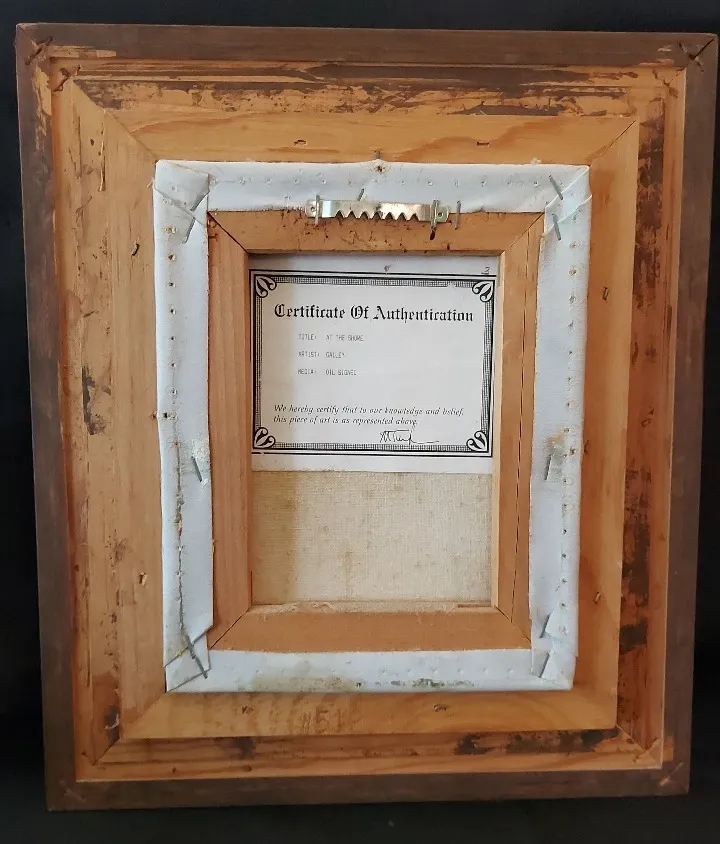 Certificate Of Authentication
TITLE: AT THE SHORE
ARTIST: GAILEY
MEDIA: OIL SIGNED
We hereby certify that to our knowledge and belief,
this piece of art is as represented above.